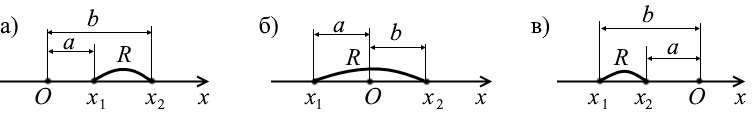 а) b a R O x₁ x₂ x
б) a b R x₁ O x₂ x
в) b R a x₁ x₂ O x